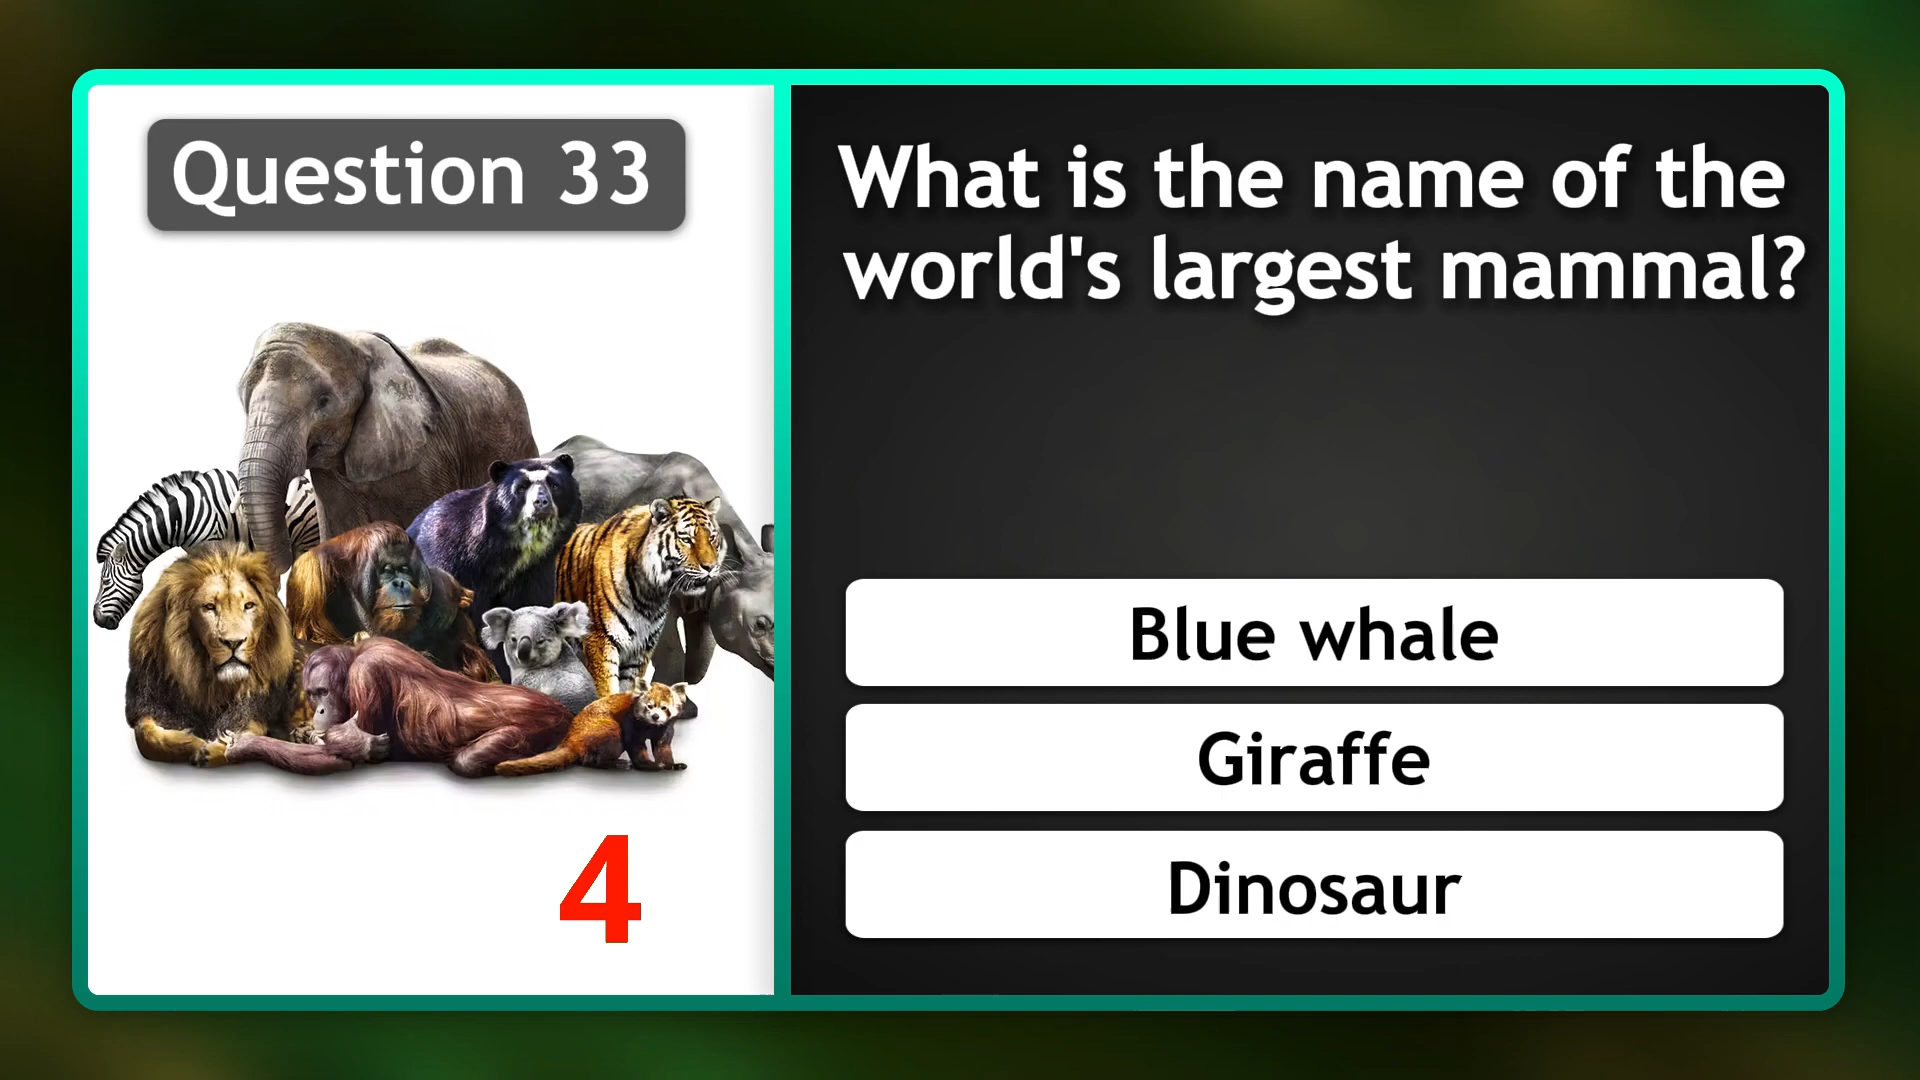 Question 33
What is the name of the
world's largest mammal?
Blue whale
Giraffe
Dinosaur
4